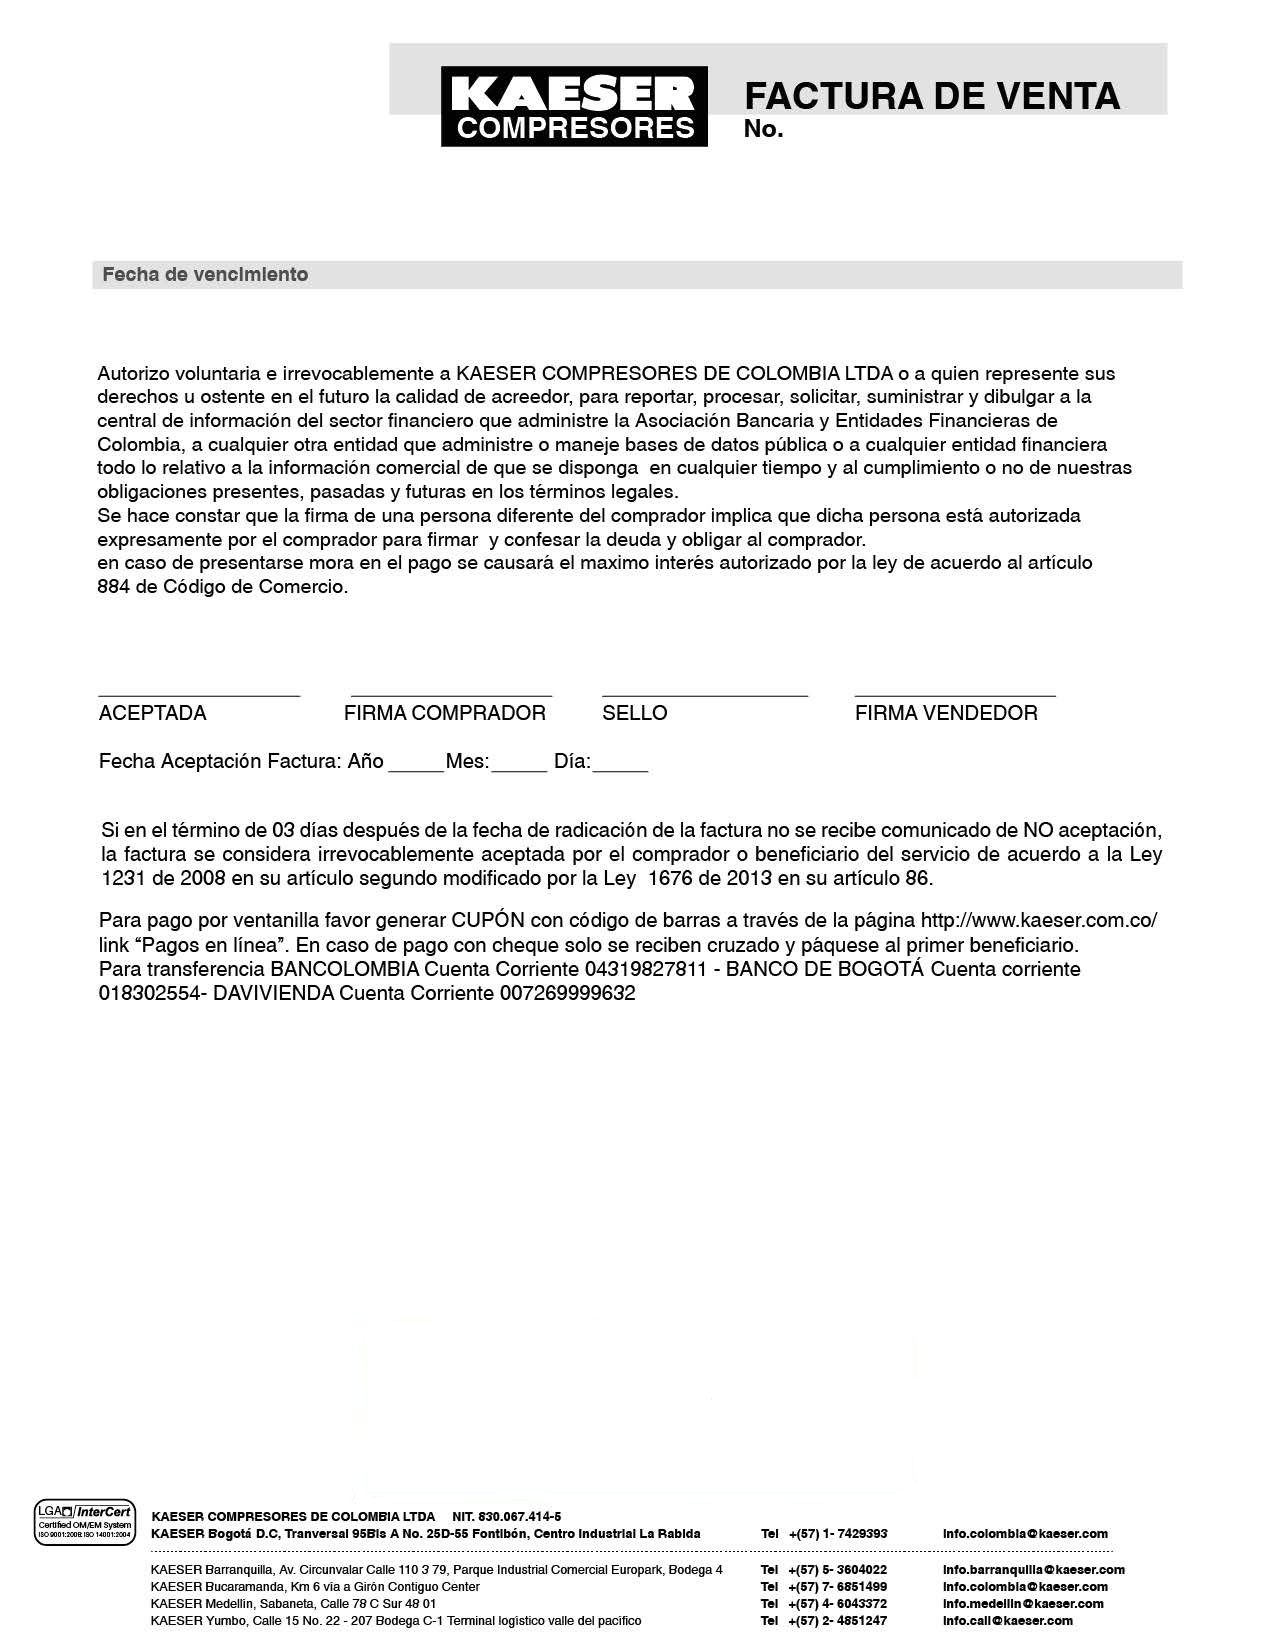 KAESER
COMPRESORES
FACTURA DE VENTA
No.
Fecha de vencimiento
Autorizo voluntaria e irrevocablemente a KAESER COMPRESORES DE COLOMBIA LTDA o a quien represente sus
derechos u ostente en el futuro la calidad de acreedor, para reportar, procesar, solicitar, suministrar y dibulgar a la
central de información del sector financiero que administre la Asociación Bancaria y Entidades Financieras de
Colombia, a cualquier otra entidad que administre o maneje bases de datos pública o a cualquier entidad financiera
todo lo relativo a la información comercial de que se disponga  en cualquier tiempo y al cumplimiento o no de nuestras
obligaciones presentes, pasadas y futuras en los términos legales.
Se hace constar que la firma de una persona diferente del comprador implica que dicha persona está autorizada
expresamente por el comprador para firmar  y confesar la deuda y obligar al comprador.
en caso de presentarse mora en el pago se causará el maximo interés autorizado por la ley de acuerdo al artículo
884 de Código de Comercio.
ACEPTADA FIRMA COMPRADOR SELLO FIRMA VENDEDOR
Fecha Aceptación Factura: Año _____ Mes:_____ Día:_____
Si en el término de 03 días después de la fecha de radicación de la factura no se recibe comunicado de NO aceptación,
la factura se considera irrevocablemente aceptada por el comprador o beneficiario del servicio de acuerdo a la Ley
1231 de 2008 en su artículo segundo modificado por la Ley  1676 de 2013 en su artículo 86.
Para pago por ventanilla favor generar CUPÓN con código de barras a través de la página http://www.kaeser.com.co/
link “Pagos en línea”. En caso de pago con cheque solo se reciben cruzado y páquese al primer beneficiario.
Para transferencia BANCOLOMBIA Cuenta Corriente 04319827811 - BANCO DE BOGOTÁ Cuenta corriente
018302554- DAVIVIENDA Cuenta Corriente 007269999632
LGA InterCert
Certified QM/EM System
ISO 9001:2008; ISO 14001:2004
KAESER COMPRESORES DE COLOMBIA LTDA NIT. 830.067.414-5
KAESER Bogotá D.C, Tranversal 95Bis A No. 25D-55 Fontibón, Centro Industrial La Rabida Tel +(57) 1- 7429393 info.colombia@kaeser.com
KAESER Barranquilla, Av. Circunvalar Calle 110 3 79, Parque Industrial Comercial Europark, Bodega 4 Tel +(57) 5- 3604022 info.barranquilla@kaeser.com
KAESER Bucaramanda, Km 6 vía a Girón Contiguo Center Tel +(57) 7- 6851499 info.colombia@kaeser.com
KAESER Medellín, Sabaneta, Calle 78 C Sur 48 01 Tel +(57) 4- 6043372 info.medellin@kaeser.com
KAESER Yumbo, Calle 15 No. 22 - 207 Bodega C-1 Terminal logístico valle del pacífico Tel +(57) 2- 4851247 info.cali@kaeser.com